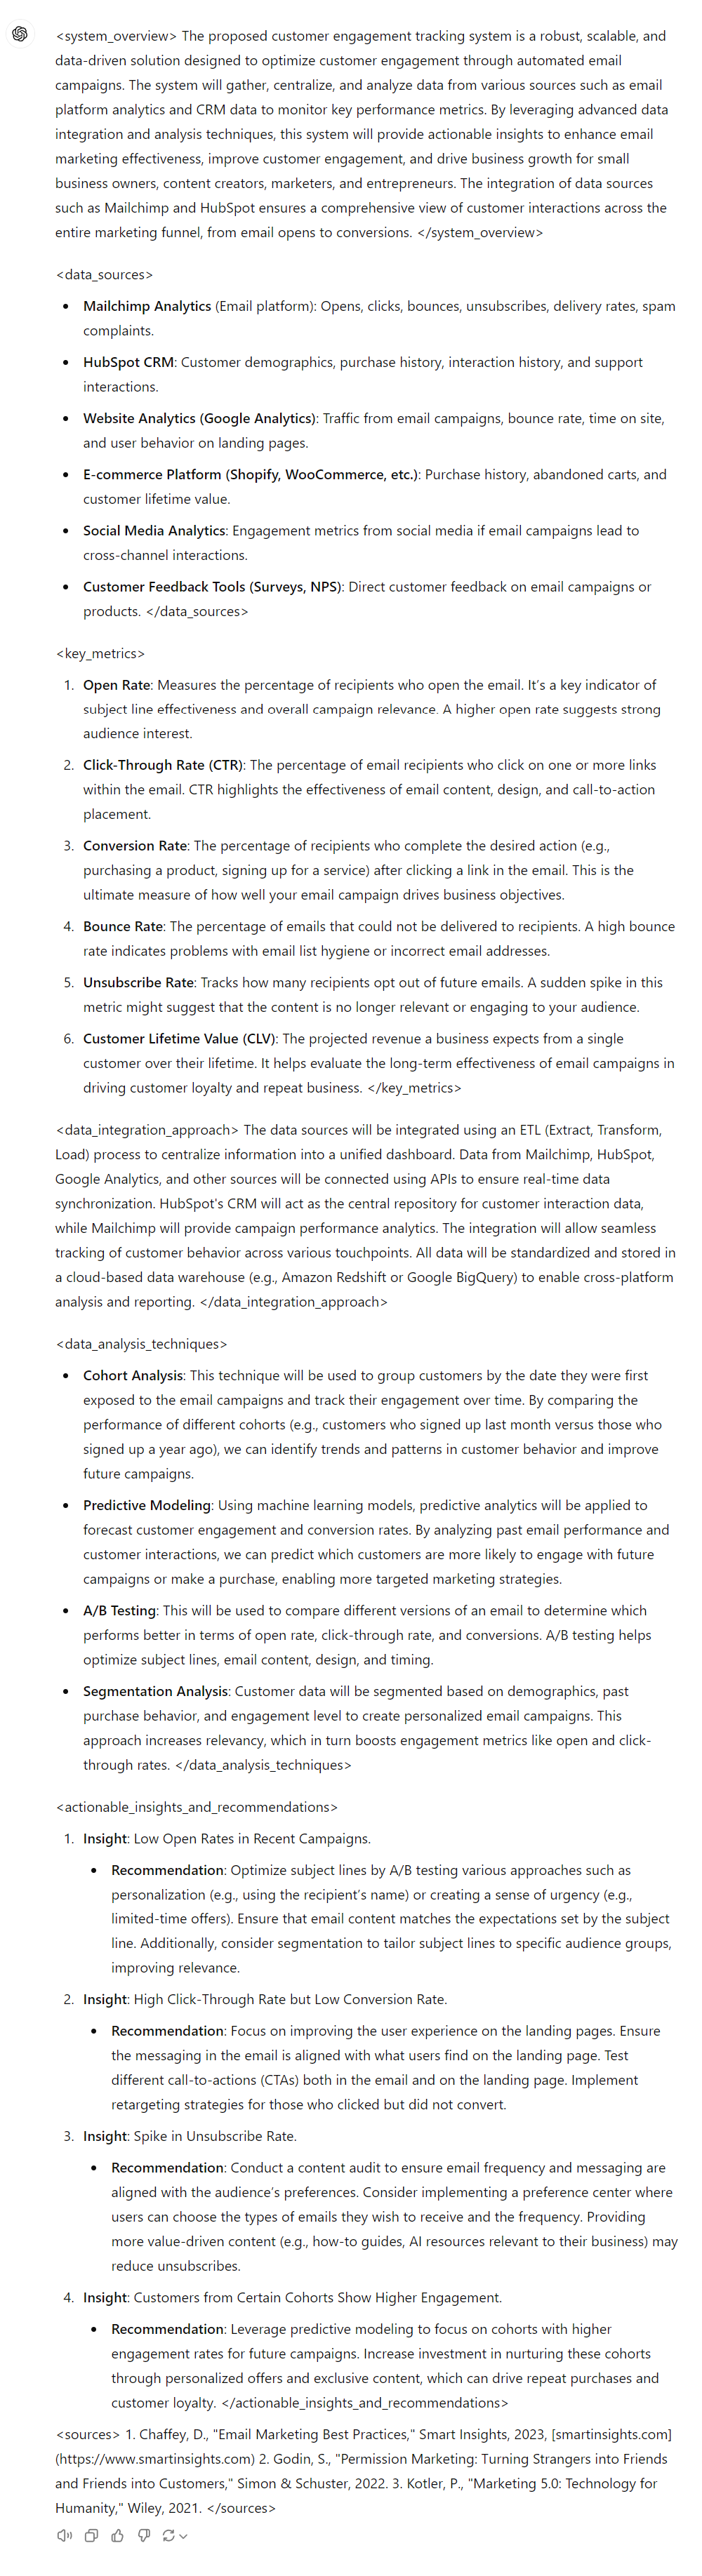 <system_overview> The proposed customer engagement tracking system is a robust, scalable, and
data-driven solution designed to optimize customer engagement through automated email
campaigns. The system will gather, centralize, and analyze data from various sources such as email
platform analytics and CRM data to monitor key performance metrics. By leveraging advanced data
integration and analysis techniques, this system will provide actionable insights to enhance email
marketing effectiveness, improve customer engagement, and drive business growth for small
business owners, content creators, marketers, and entrepreneurs. The integration of data sources
such as Mailchimp and HubSpot ensures a comprehensive view of customer interactions across the
entire marketing funnel, from email opens to conversions. </system_overview>
<data_sources>
• Mailchimp Analytics (Email platform): Opens, clicks, bounces, unsubscribes, delivery rates, spam
complaints.
• HubSpot CRM: Customer demographics, purchase history, interaction history, and support
interactions.
• Website Analytics (Google Analytics): Traffic from email campaigns, bounce rate, time on site,
and user behavior on landing pages.
• E-commerce Platform (Shopify, WooCommerce, etc.): Purchase history, abandoned carts, and
customer lifetime value.
• Social Media Analytics: Engagement metrics from social media if email campaigns lead to
cross-channel interactions.
• Customer Feedback Tools (Surveys, NPS): Direct customer feedback on email campaigns or
products. </data_sources>
<key_metrics>
1. Open Rate: Measures the percentage of recipients who open the email. It's a key indicator of
subject line effectiveness and overall campaign relevance. A higher open rate suggests strong
audience interest.
2. Click-Through Rate (CTR): The percentage of email recipients who click on one or more links
within the email. CTR highlights the effectiveness of email content, design, and call-to-action
placement.
3. Conversion Rate: The percentage of recipients who complete the desired action (e.g.,
purchasing a product, signing up for a service) after clicking a link in the email. This is the
ultimate measure of how well your email campaign drives business objectives.
4. Bounce Rate: The percentage of emails that could not be delivered to recipients. A high bounce
rate indicates problems with email list hygiene or incorrect email addresses.
5. Unsubscribe Rate: Tracks how many recipients opt out of future emails. A sudden spike in this
metric might suggest that the content is no longer relevant or engaging to your audience.
6. Customer Lifetime Value (CLV): The projected revenue a business expects from a single
customer over their lifetime. It helps evaluate the long-term effectiveness of email campaigns in
driving customer loyalty and repeat business. </key_metrics>
<data_integration_approach> The data sources will be integrated using an ETL (Extract, Transform,
Load) process to centralize information into a unified dashboard. Data from Mailchimp, HubSpot,
Google Analytics, and other sources will be connected using APIs to ensure real-time data
synchronization. HubSpot's CRM will act as the central repository for customer interaction data,
while Mailchimp will provide campaign performance analytics. The integration will allow seamless
tracking of customer behavior across various touchpoints. All data will be standardized and stored in
a cloud-based data warehouse (e.g., Amazon Redshift or Google BigQuery) to enable cross-platform
analysis and reporting. </data_integration_approach>
<data_analysis_techniques>
• Cohort Analysis: This technique will be used to group customers by the date they were first
exposed to the email campaigns and track their engagement over time. By comparing the
performance of different cohorts (e.g., customers who signed up last month versus those who
signed up a year ago), we can identify trends and patterns in customer behavior and improve
future campaigns.
• Predictive Modeling: Using machine learning models, predictive analytics will be applied to
forecast customer engagement and conversion rates. By analyzing past email performance and
customer interactions, we can predict which customers are more likely to engage with future
campaigns or make a purchase, enabling more targeted marketing strategies.
• A/B Testing: This will be used to compare different versions of an email to determine which
performs better in terms of open rate, click-through rate, and conversions. A/B testing helps
optimize subject lines, email content, design, and timing.
• Segmentation Analysis: Customer data will be segmented based on demographics, past
purchase behavior, and engagement level to create personalized email campaigns. This
approach increases relevancy, which in turn boosts engagement metrics like open and click-
through rates. </data_analysis_techniques>
<actionable_insights_and_recommendations>
1. Insight: Low Open Rates in Recent Campaigns.
• Recommendation: Optimize subject lines by A/B testing various approaches such as
personalization (e.g., using the recipient's name) or creating a sense of urgency (e.g.,
limited-time offers). Ensure that email content matches the expectations set by the subject
line. Additionally, consider segmentation to tailor subject lines to specific audience groups,
improving relevance.
2. Insight: High Click-Through Rate but Low Conversion Rate.
• Recommendation: Focus on improving the user experience on the landing pages. Ensure
the messaging in the email is aligned with what users find on the landing page. Test
different call-to-actions (CTAs) both in the email and on the landing page. Implement
retargeting strategies for those who clicked but did not convert.
3. Insight: Spike in Unsubscribe Rate.
• Recommendation: Conduct a content audit to ensure email frequency and messaging are
aligned with the audience's preferences. Consider implementing a preference center where
users can choose the types of emails they wish to receive and the frequency. Providing
more value-driven content (e.g., how-to guides, AI resources relevant to their business) may
reduce unsubscribes.
4. Insight: Customers from Certain Cohorts Show Higher Engagement.
• Recommendation: Leverage predictive modeling to focus on cohorts with higher
engagement rates for future campaigns. Increase investment in nurturing these cohorts
through personalized offers and exclusive content, which can drive repeat purchases and
customer loyalty. </actionable_insights_and_recommendations>
<sources> 1. Chaffey, D., "Email Marketing Best Practices," Smart Insights, 2023, [smartinsights.com]
(https://www.smartinsights.com) 2. Godin, S., "Permission Marketing: Turning Strangers into Friends
and Friends into Customers," Simon & Schuster, 2022. 3. Kotler, P., "Marketing 5.0: Technology for
Humanity," Wiley, 2021. </sources>